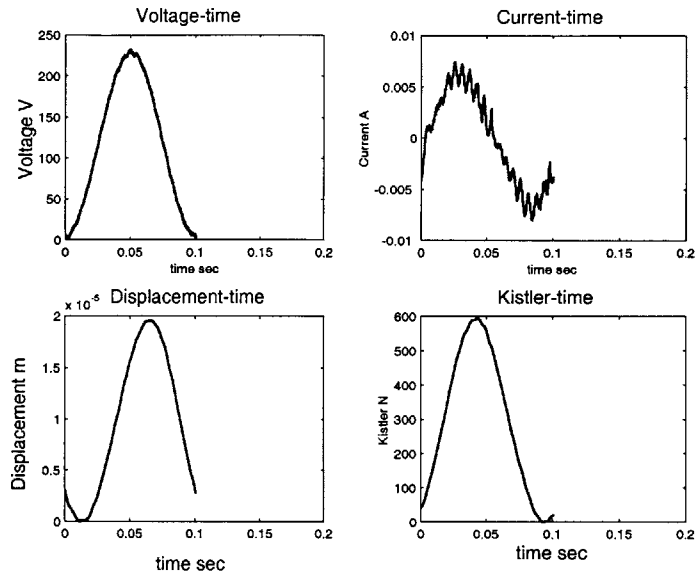 Voltage-time
250
200
150
100
50
0
Voltage V
0 0.05 0.1 0.15 0.2
time sec
Current-time
0.01
0.005
0
-0.005
-0.01
Current A
0 0.05 0.1 0.15 0.2
time sec
x 10⁻⁵ Displacement-time
2
1.5
1
0.5
0
Displacement m
0 0.05 0.1 0.15 0.2
time sec
Kistler-time
600
500
400
300
200
100
0
Kistler N
0 0.05 0.1 0.15 0.2
time sec